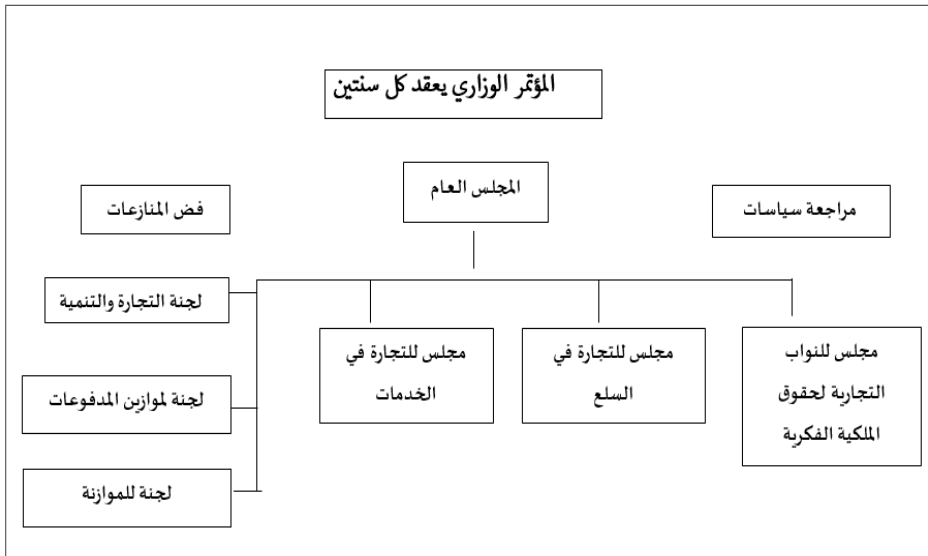 المؤتمر الوزاري يعقد كل سنتين
المجلس العام
مراجعة سياسات
فض المنازعات
لجنة التجارة والتنمية
مجلس للنواب
التجارية لحقوق
الملكية الفكرية
مجلس للتجارة في
السلع
مجلس للتجارة في
الخدمات
لجنة لموازين المدفوعات
لجنة للموازنة